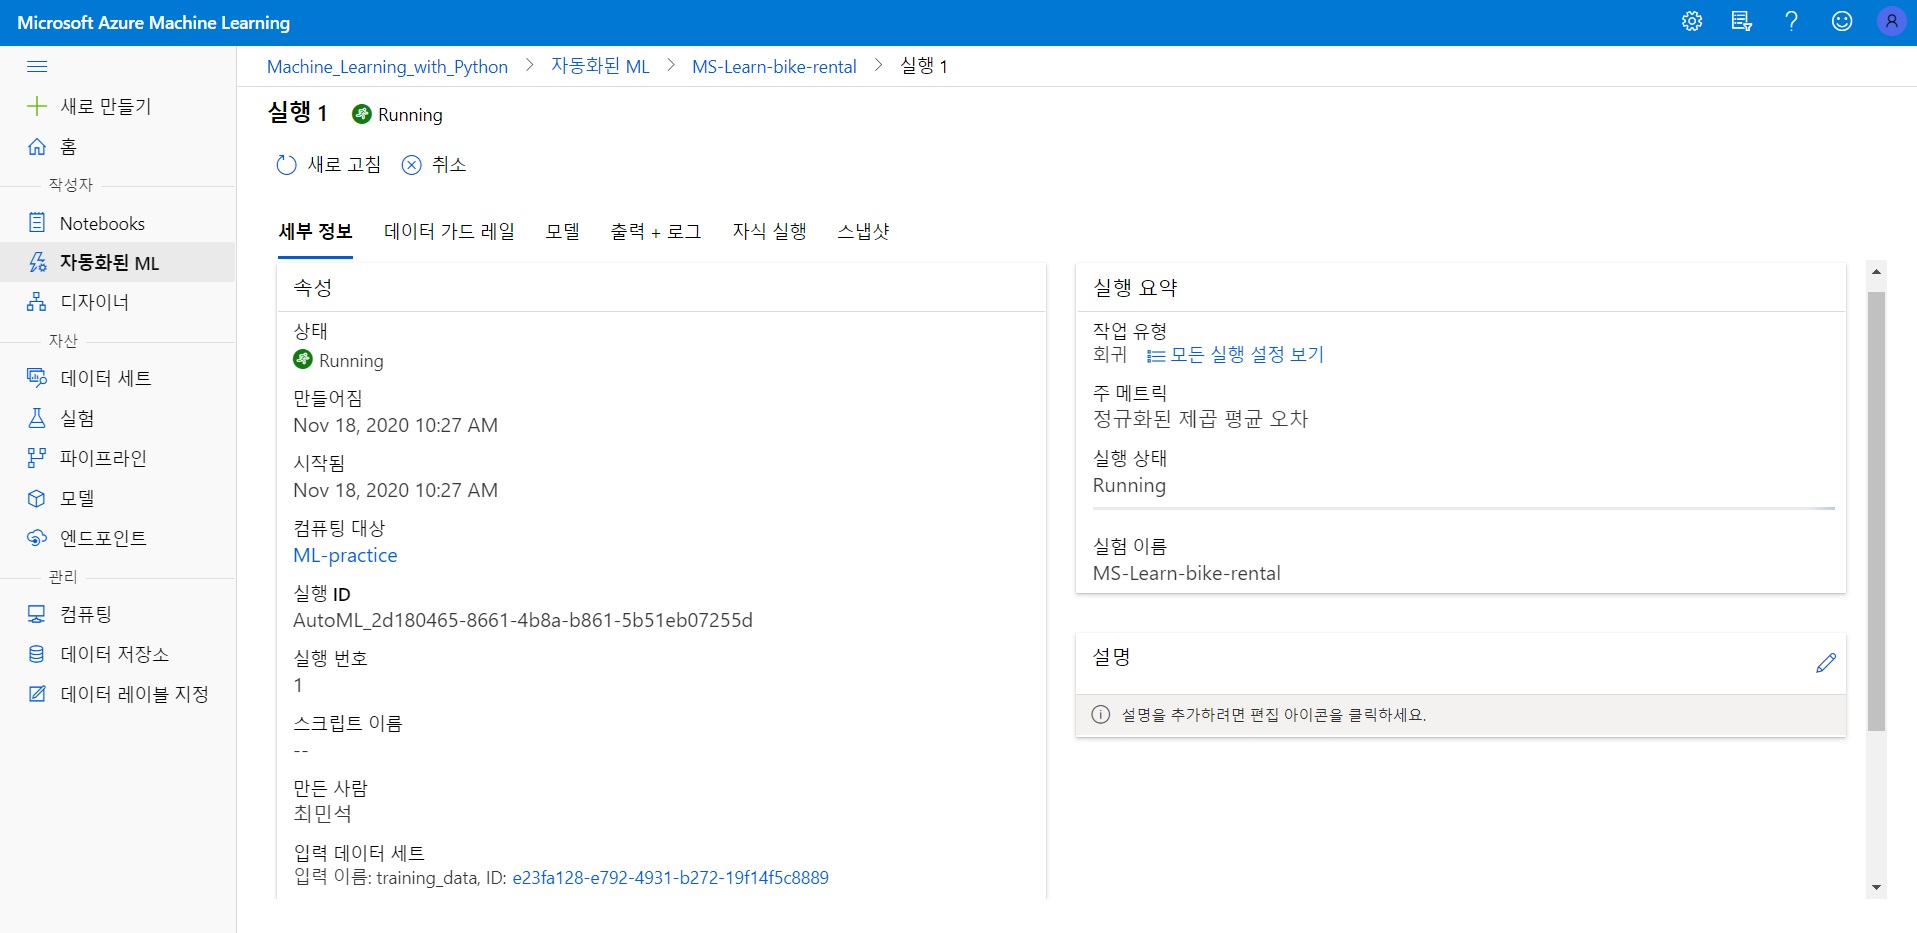 Microsoft Azure Machine Learning
Machine_Learning_with_Python > 자동화된 ML > MS-Learn-bike-rental > 실행 1
새로 만들기
홈
작성자
Notebooks
자동화된 ML
디자이너
자산
데이터 세트
실험
파이프라인
모델
엔드포인트
관리
컴퓨팅
데이터 저장소
데이터 레이블 지정
실행 1 Running
새로 고침 취소
세부 정보 데이터 가드 레일 모델 출력 + 로그 자식 실행 스냅샷
속성
상태
Running
만들어짐
Nov 18, 2020 10:27 AM
시작됨
Nov 18, 2020 10:27 AM
컴퓨팅 대상
ML-practice
실행 ID
AutoML_2d180465-8661-4b8a-b861-5b51eb07255d
실행 번호
1
스크립트 이름
--
만든 사람
최민석
입력 데이터 세트
입력 이름: training_data, ID: e23fa128-e792-4931-b272-19f14f5c8889
실행 요약
작업 유형
회귀 모든 실행 설정 보기
주 메트릭
정규화된 제곱 평균 오차
실행 상태
Running
실험 이름
MS-Learn-bike-rental
설명
설명을 추가하려면 편집 아이콘을 클릭하세요.